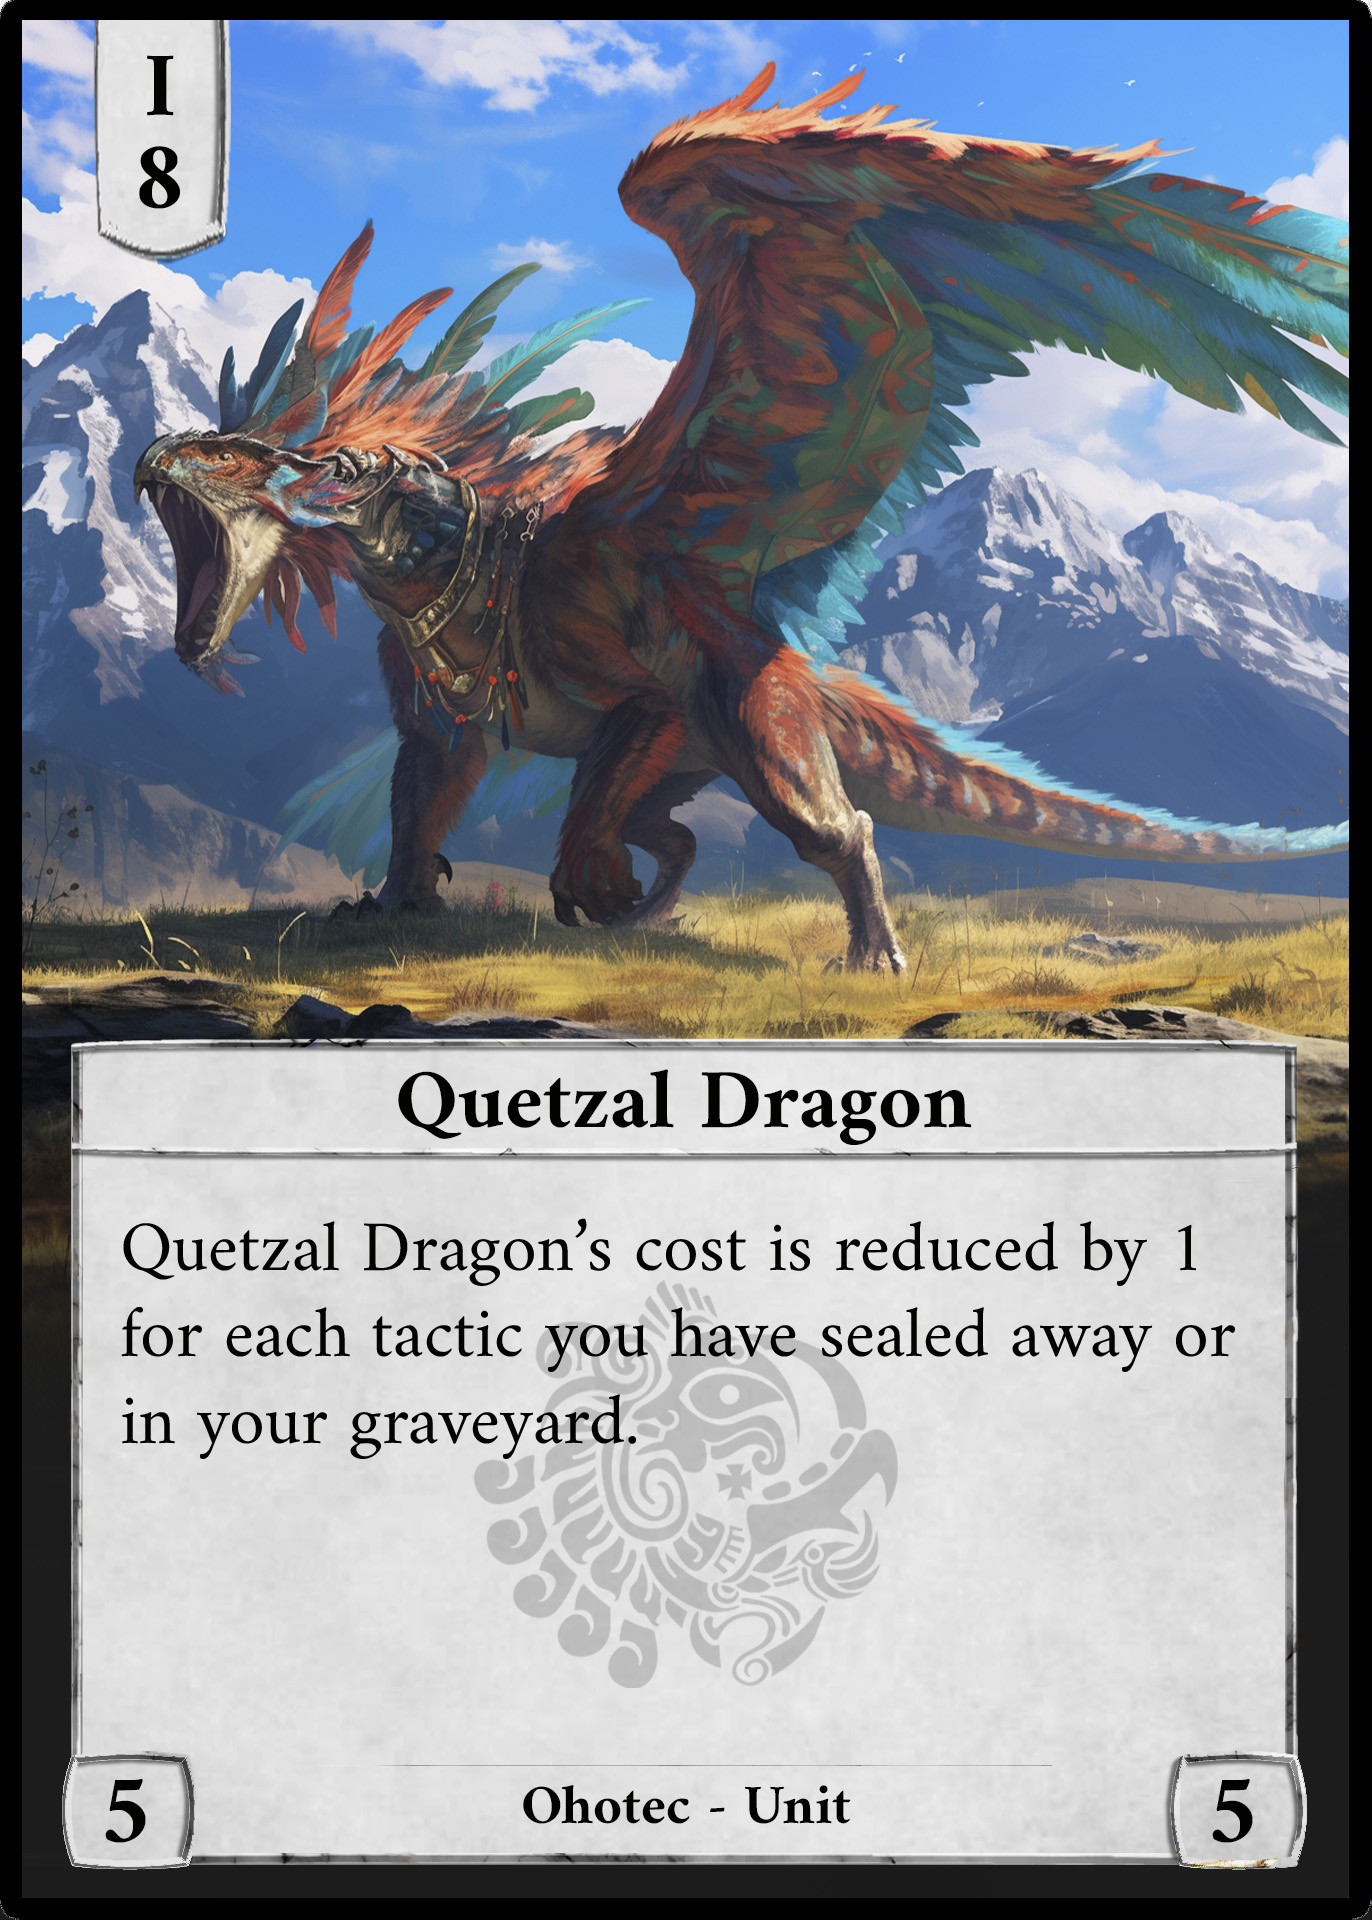 I
8
Quetzal Dragon
Quetzal Dragon’s cost is reduced by 1
for each tactic you have sealed away or
in your graveyard.
5
Ohotec - Unit
5